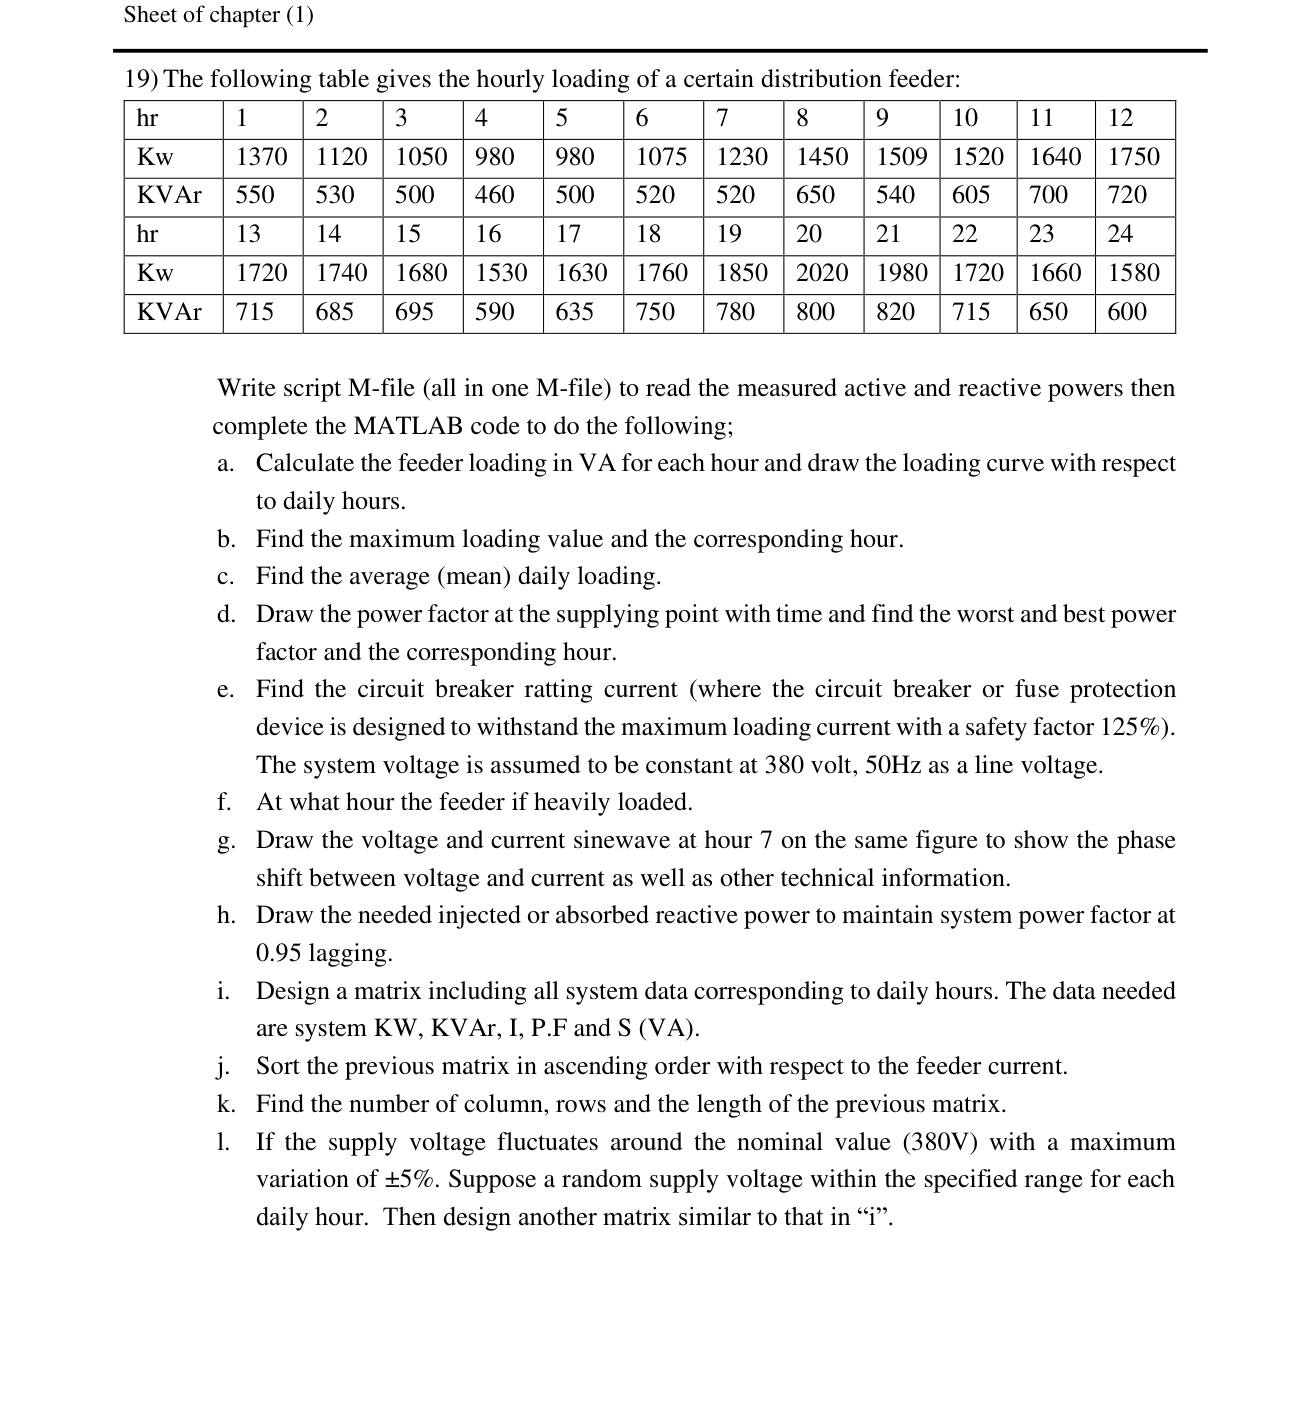 Sheet of chapter (1)
19) The following table gives the hourly loading of a certain distribution feeder:
hr 1 2 3 4 5 6 7 8 9 10 11 12
Kw 1370 1120 1050 980 980 1075 1230 1450 1509 1520 1640 1750
KVAr 550 530 500 460 500 520 520 650 540 605 700 720
hr 13 14 15 16 17 18 19 20 21 22 23 24
Kw 1720 1740 1680 1530 1630 1760 1850 2020 1980 1720 1660 1580
KVAr 715 685 695 590 635 750 780 800 820 715 650 600
Write script M-file (all in one M-file) to read the measured active and reactive powers then
complete the MATLAB code to do the following;
a. Calculate the feeder loading in VA for each hour and draw the loading curve with respect
to daily hours.
b. Find the maximum loading value and the corresponding hour.
c. Find the average (mean) daily loading.
d. Draw the power factor at the supplying point with time and find the worst and best power
factor and the corresponding hour.
e. Find the circuit breaker ratting current (where the circuit breaker or fuse protection
device is designed to withstand the maximum loading current with a safety factor 125%).
The system voltage is assumed to be constant at 380 volt, 50Hz as a line voltage.
f. At what hour the feeder if heavily loaded.
g. Draw the voltage and current sinewave at hour 7 on the same figure to show the phase
shift between voltage and current as well as other technical information.
h. Draw the needed injected or absorbed reactive power to maintain system power factor at
0.95 lagging.
i. Design a matrix including all system data corresponding to daily hours. The data needed
are system KW, KVAr, I, P.F and S (VA).
j. Sort the previous matrix in ascending order with respect to the feeder current.
k. Find the number of column, rows and the length of the previous matrix.
l. If the supply voltage fluctuates around the nominal value (380V) with a maximum
variation of ±5%. Suppose a random supply voltage within the specified range for each
daily hour. Then design another matrix similar to that in “i”.